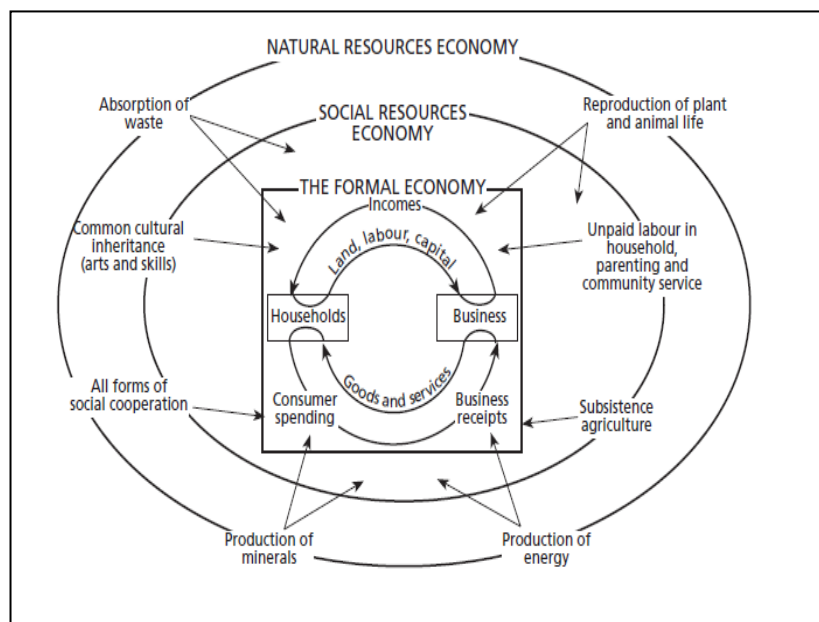 NATURAL RESOURCES ECONOMY
Absorption of
waste
SOCIAL RESOURCES
ECONOMY
Reproduction of plant
and animal life
THE FORMAL ECONOMY
Incomes
Land, labour, capital
Common cultural
inheritance
(arts and skills)
Unpaid labour in
household,
parenting and
community service
Households
Business
Goods and services
All forms of
social cooperation
Consumer
spending
Business
receipts
Subsistence
agriculture
Production of
minerals
Production of
energy